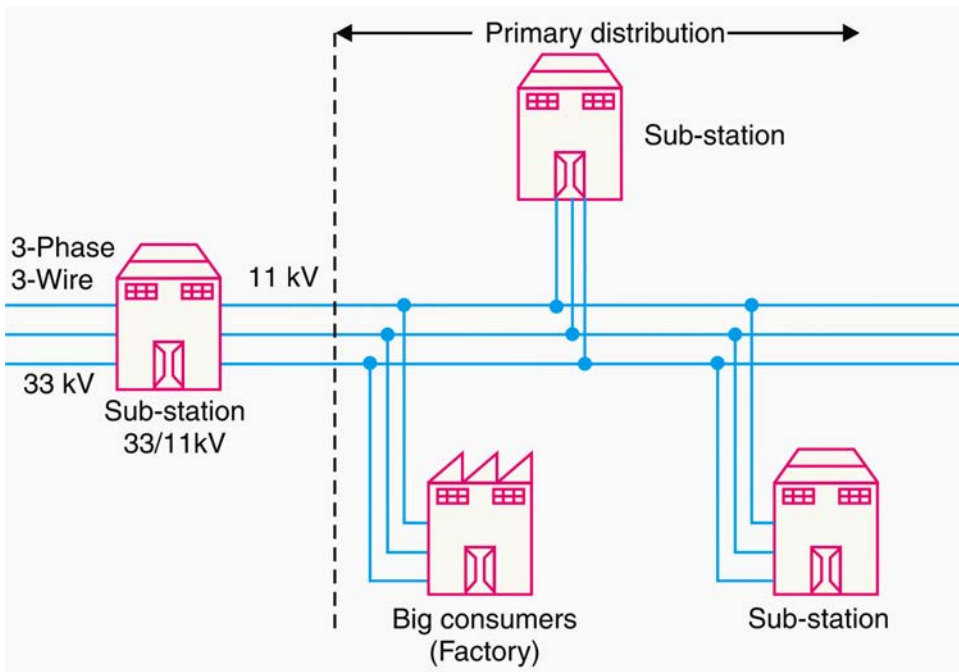 Primary distribution
Sub-station
3-Phase
3-Wire
11 kV
33 kV
Sub-station
33/11kV
Big consumers
(Factory)
Sub-station